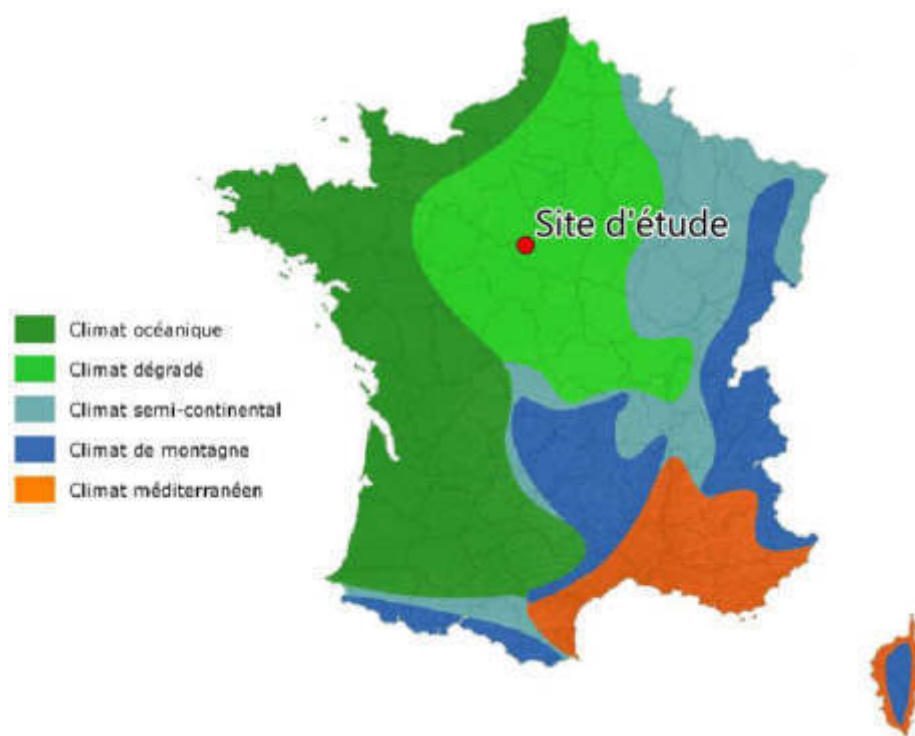 Site d'étude
Climat océanique
Climat dégradé
Climat semi-continental
Climat de montagne
Climat méditerranéen